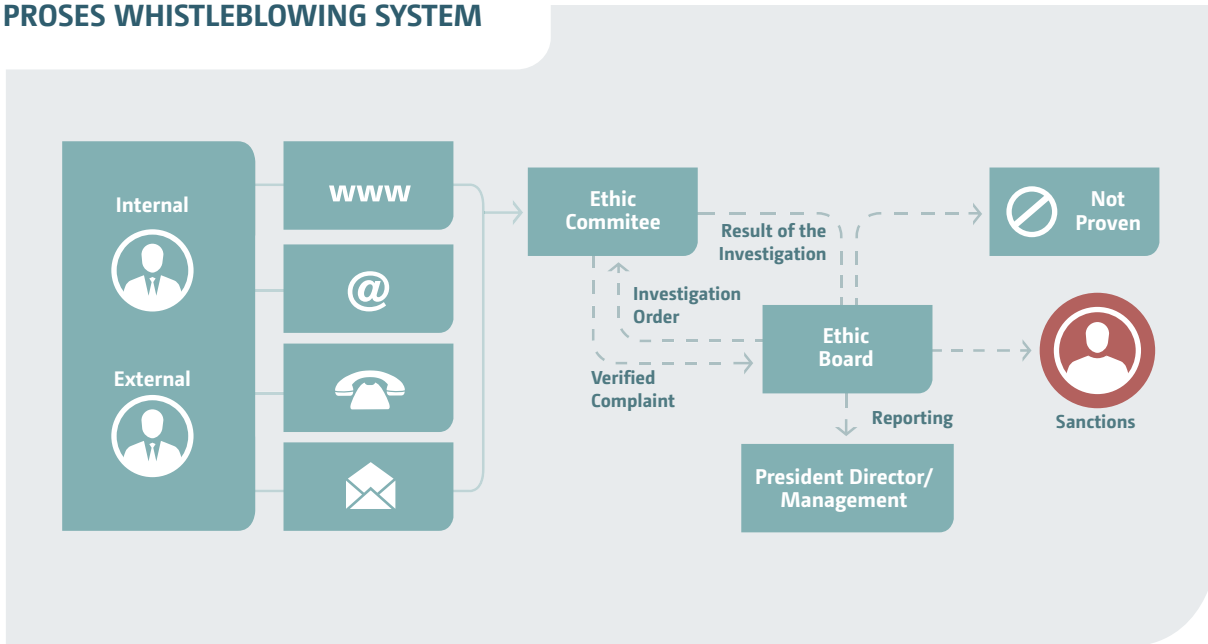 PROSES WHISTLEBLOWING SYSTEM
Internal
External
www
@
Ethic
Commitee
Result of the
Investigation
Investigation
Order
Verified
Complaint
Ethic
Board
Reporting
President Director/
Management
Not
Proven
Sanctions